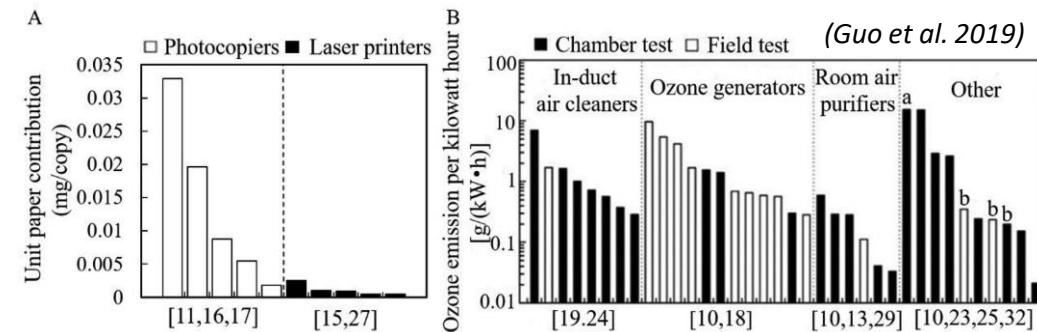 A
Photocopiers Laser printers
Unit paper contribution
(mg/copy)
0.035
0.03
0.025
0.02
0.015
0.01
0.005
0
[11,16,17] [15,27]
B
(Guo et al. 2019)
Chamber test Field test
Ozone emission per kilowatt hour
[g/(kW•h)]
100
10
1
0.1
0.01
In-duct
air cleaners
Ozone generators
Room air
purifiers
Other
a
b
b
b
[19.24] [10,18] [10,13,29] [10,23,25,32]